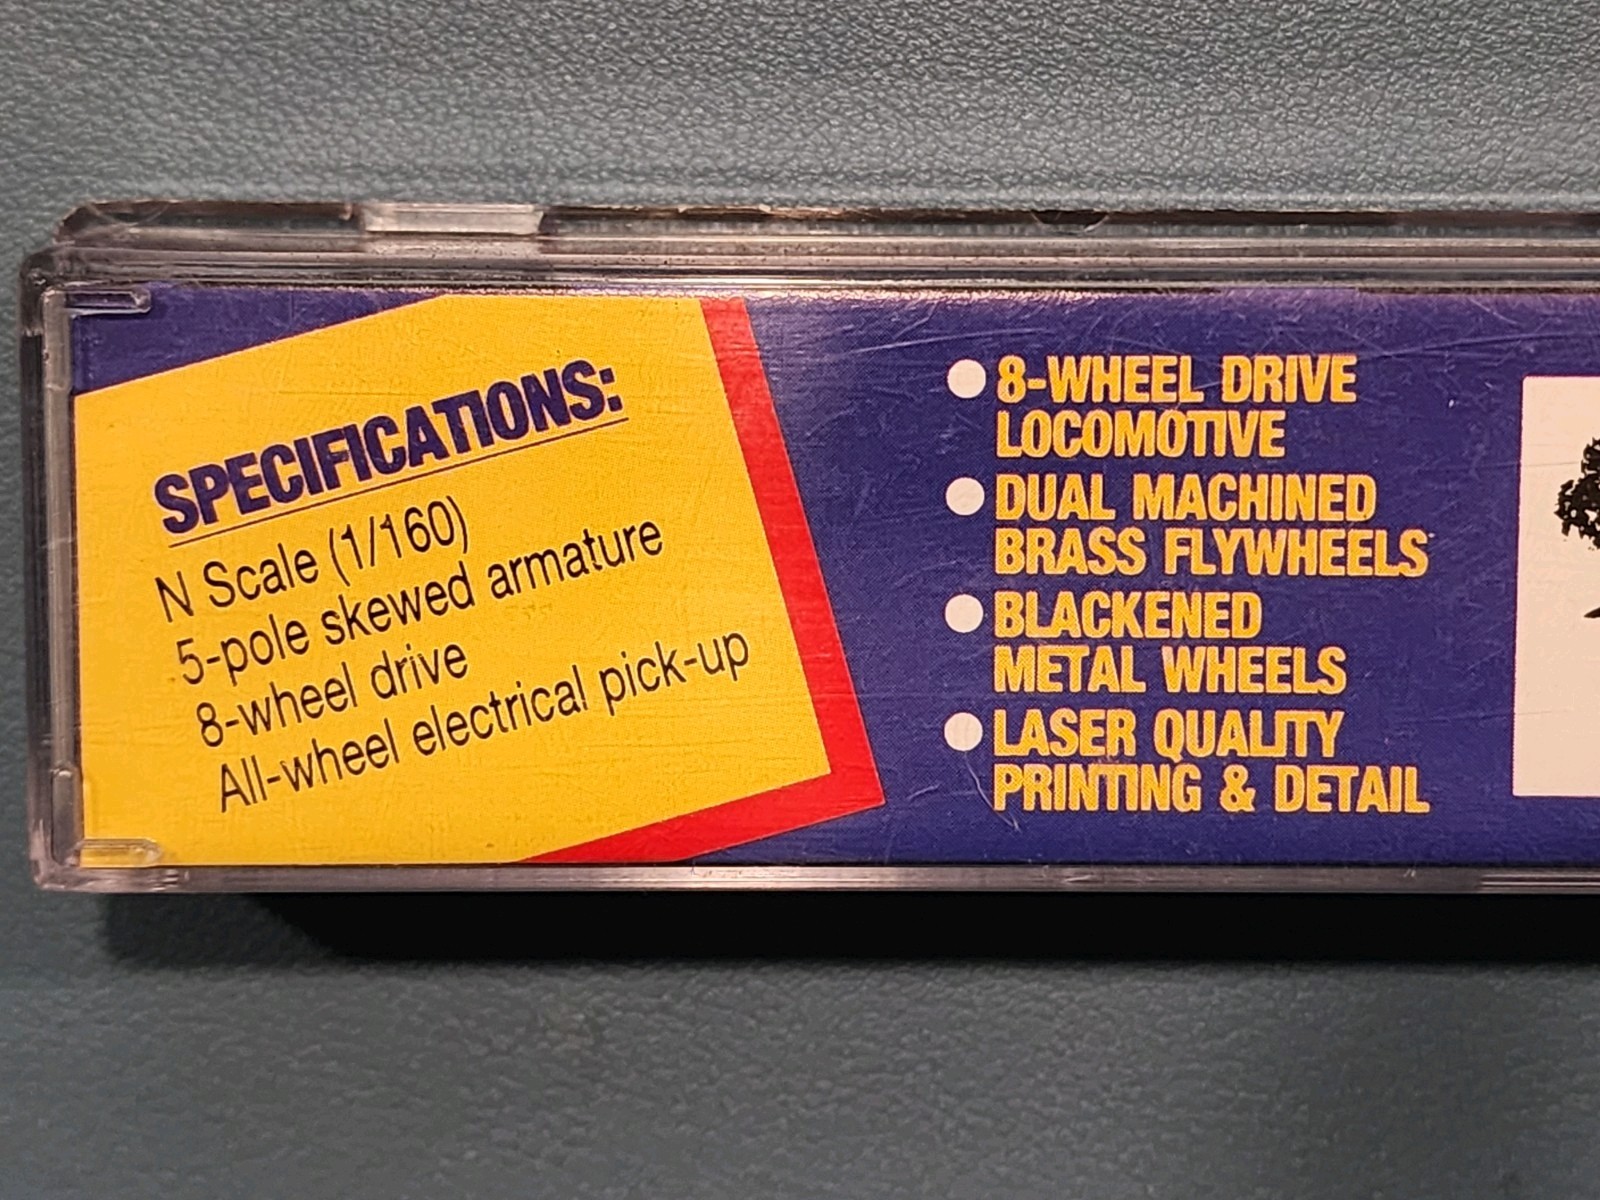 SPECIFICATIONS:
N Scale (1/160)
5-pole skewed armature
8-wheel drive
All-wheel electrical pick-up
8-WHEEL DRIVE
LOCOMOTIVE
DUAL MACHINED
BRASS FLYWHEELS
BLACKENED
METAL WHEELS
LASER QUALITY
PRINTING & DETAIL